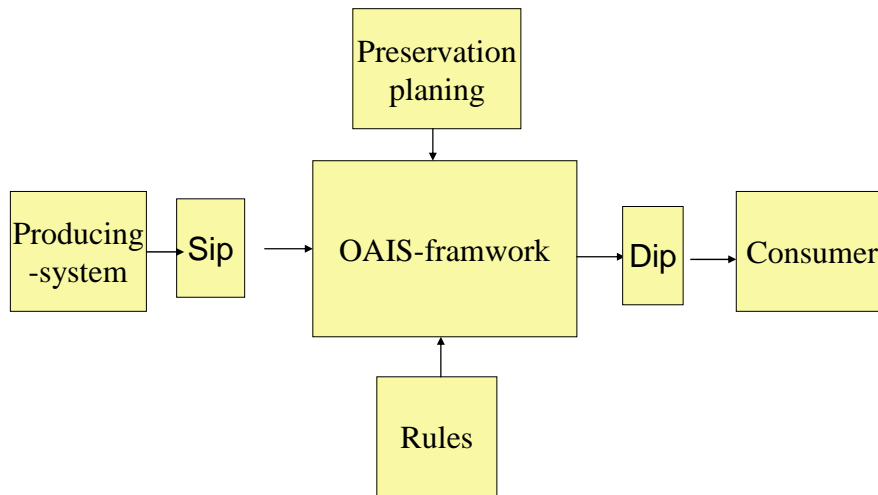 Preservation
planing
Producing
-system
Sip
OAIS-framwork
Dip
Consumer
Rules